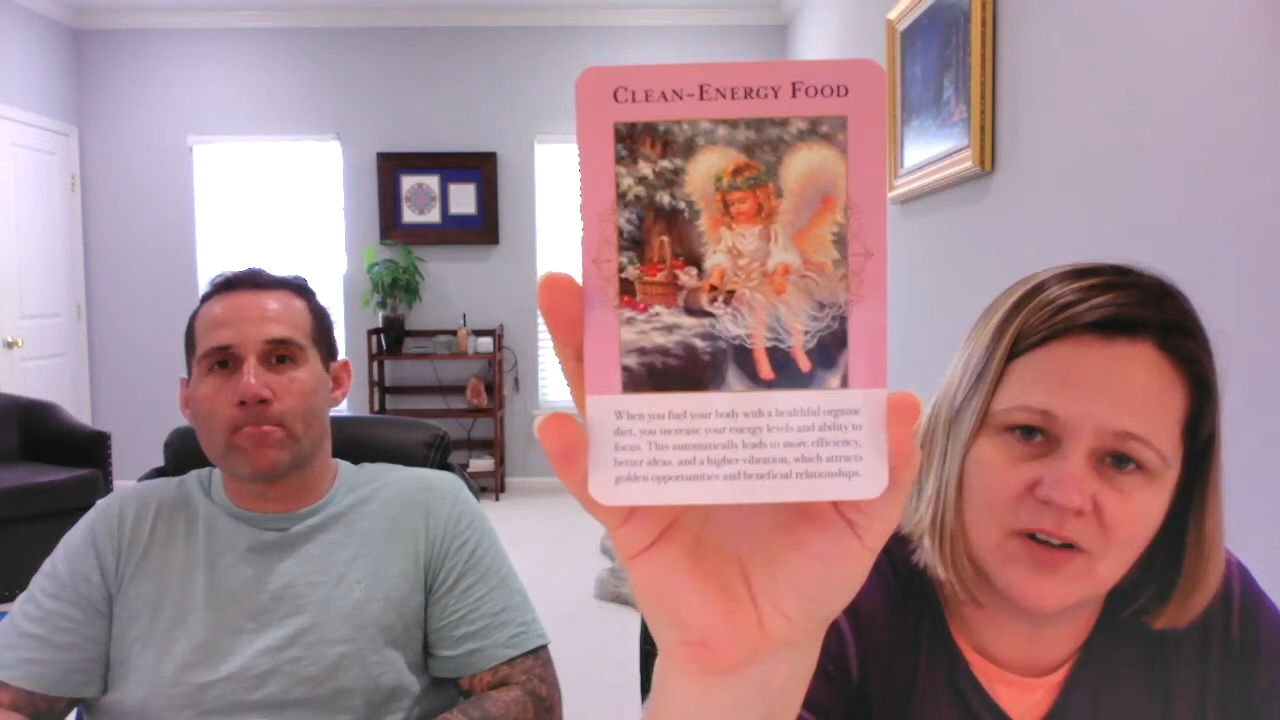 CLEAN-ENERGY FOOD
When you fuel your body with a healthful organic
diet, you increase your energy levels and ability to
focus. This automatically leads to more efficiency,
better ideas, and a higher vibration, which attracts
golden opportunities and beneficial relationships.